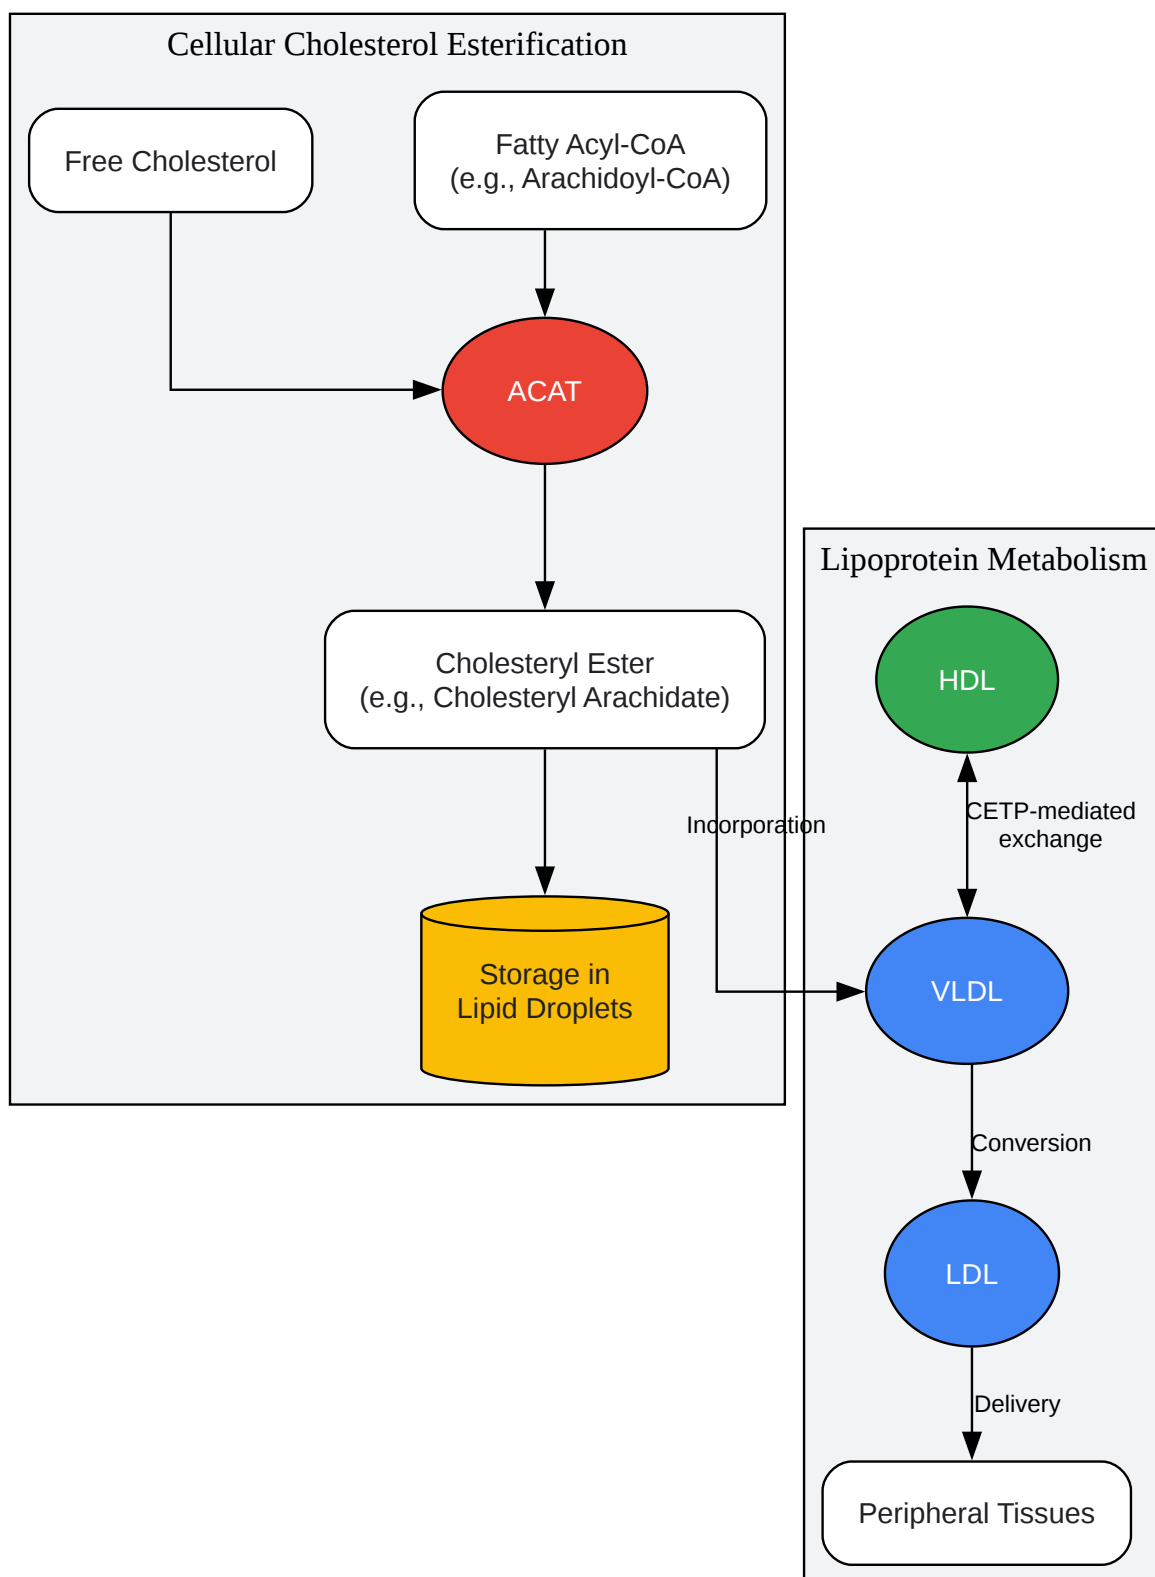 Cellular Cholesterol Esterification
Free Cholesterol
Fatty Acyl-CoA
(e.g., Arachidoyl-CoA)
ACAT
Cholesteryl Ester
(e.g., Cholesteryl Arachidate)
Incorporation
Storage in
Lipid Droplets
Lipoprotein Metabolism
HDL
CETP-mediated
exchange
VLDL
Conversion
LDL
Delivery
Peripheral Tissues